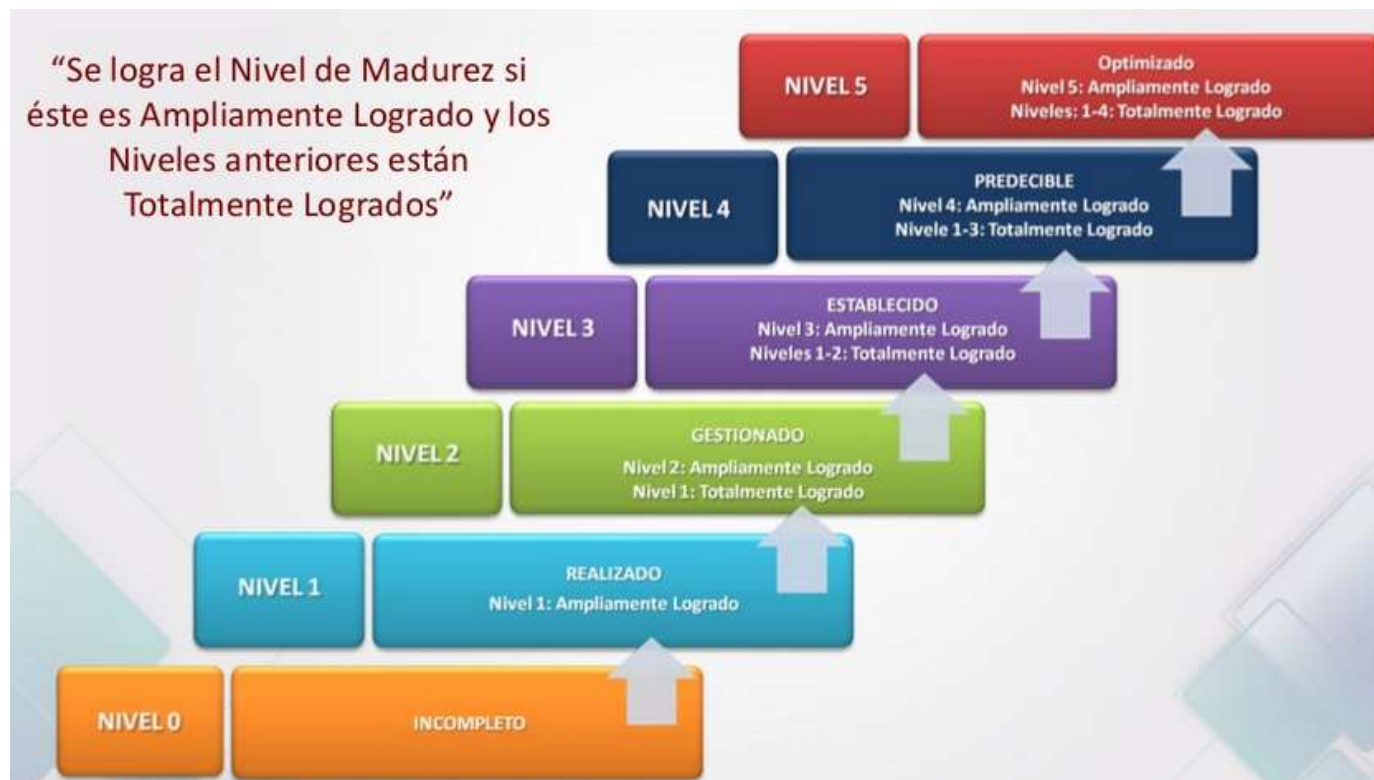 “Se logra el Nivel de Madurez si
éste es Ampliamente Logrado y los
Niveles anteriores están
Totalmente Logrados”
NIVEL 5
Optimizado
Nivel 5: Ampliamente Logrado
Niveles: 1-4: Totalmente Logrado
NIVEL 4
PREDECIBLE
Nivel 4: Ampliamente Logrado
Nivele 1-3: Totalmente Logrado
NIVEL 3
ESTABLECIDO
Nivel 3: Ampliamente Logrado
Niveles 1-2: Totalmente Logrado
NIVEL 2
GESTIONADO
Nivel 2: Ampliamente Logrado
Nivel 1: Totalmente Logrado
NIVEL 1
REALIZADO
Nivel 1: Ampliamente Logrado
NIVEL 0
INCOMPLETO